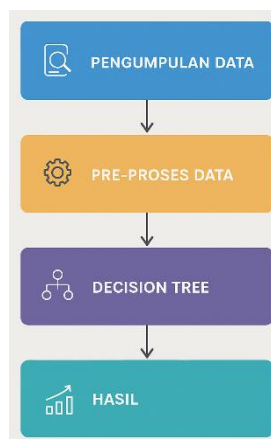 PENGUMPULAN DATA
PRE-PROSES DATA
DECISION TREE
HASIL